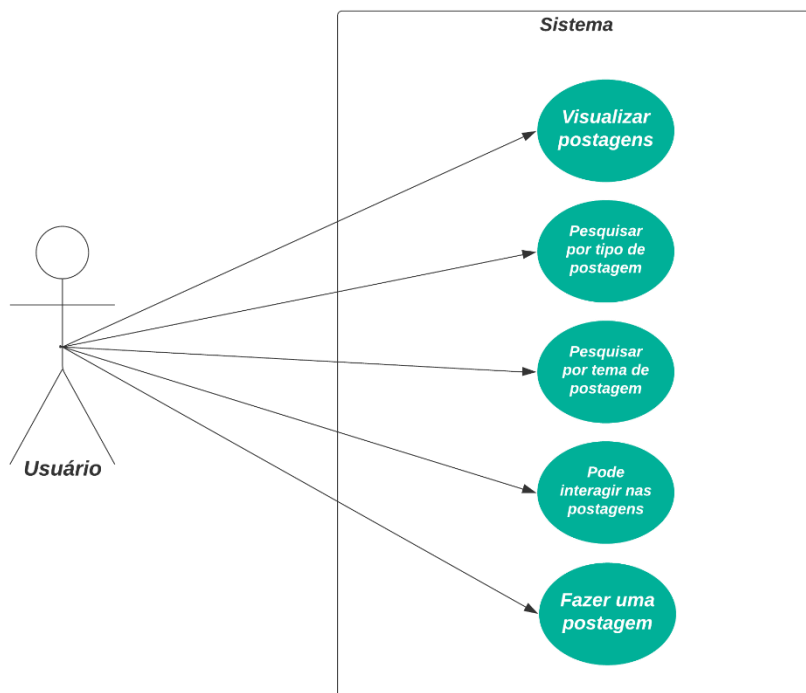 Sistema
Visualizar
postagens
Pesquisar
por tipo de
postagem
Pesquisar
por tema de
postagem
Pode
interagir nas
postagens
Fazer uma
postagem
Usuário